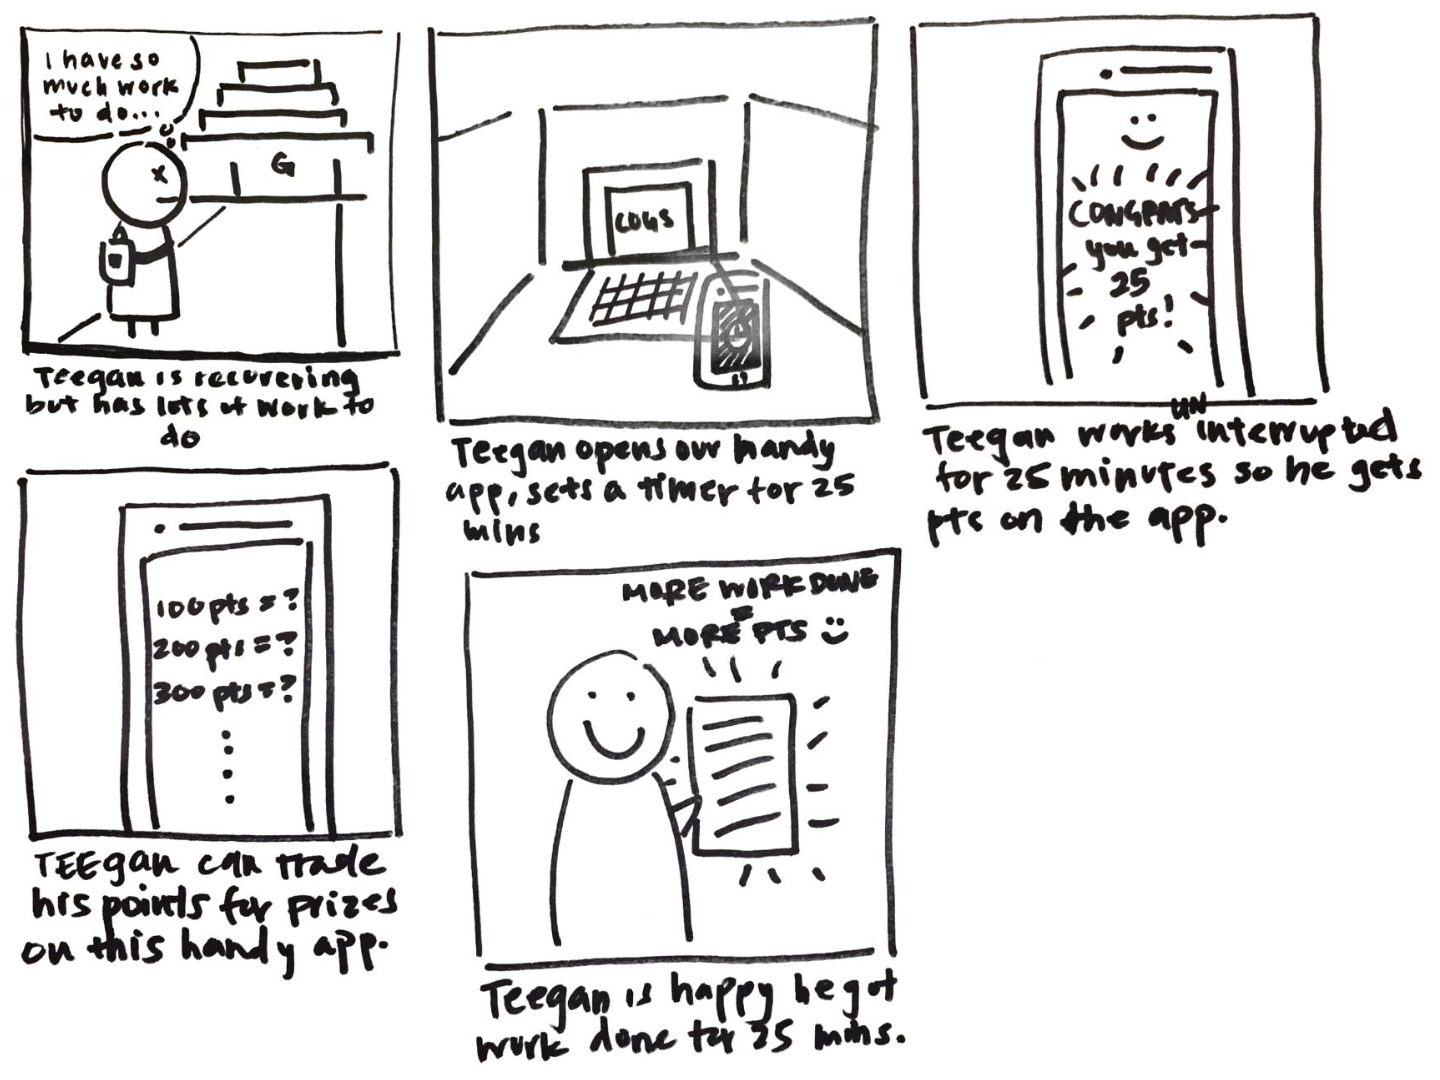 I have so
much work
to do...
G
Teegan is recovering
but has lots of work to
do
COGS
Teegan opens our handy
app, sets a timer for 25
mins
CONGRATS
you get
25
pts!
UN
Teegan works interrupted
for 25 minutes so he gets
pts on the app.
100 pts = ?
200 pts = ?
300 pts = ?
TEEgan can trade
his points for prizes
on this handy app.
MORE WORK DONE
=
MORE PTS
Teegan is happy he got
work done for 25 mins.